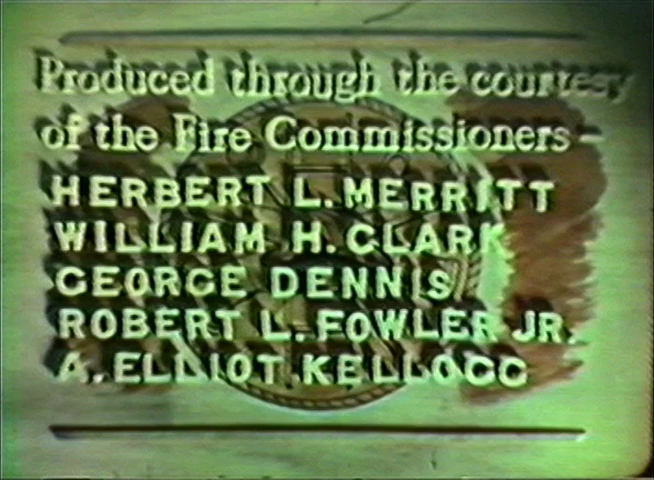 Produced through the courtesy
of the Fire Commissioners-
HERBERT L. MERRITT
WILLIAM H. CLARK
GEORGE DENNIS
ROBERT L. FOWLER JR.
A. ELLIOT KELLOGG